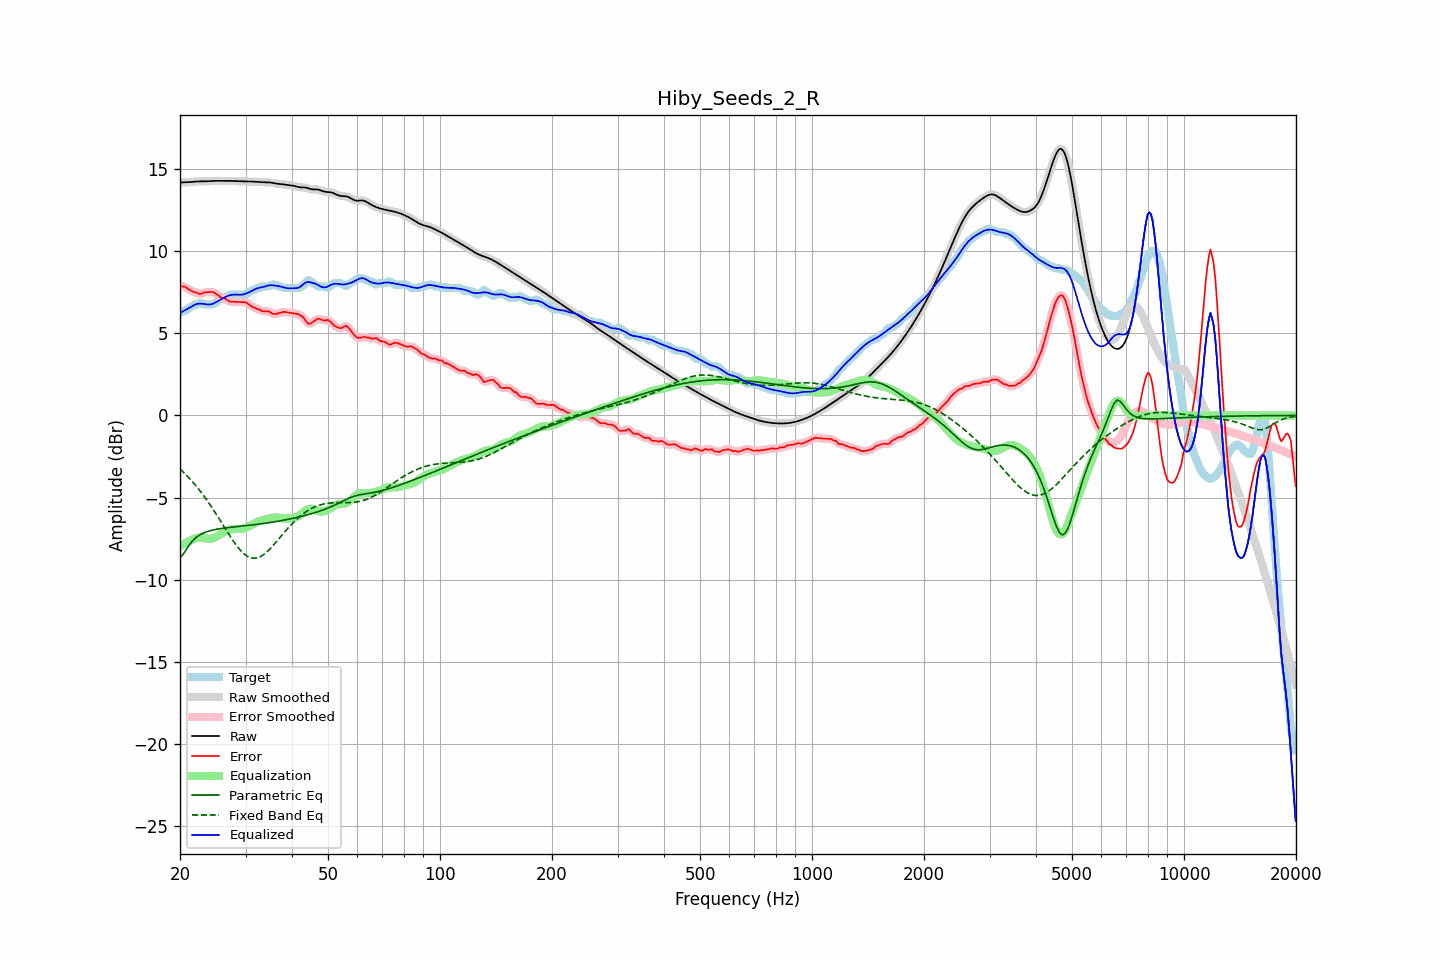 Hiby_Seeds_2_R
Amplitude (dBr)
15
10
5
0
−5
−10
−15
−20
−25
Target
Raw Smoothed
Error Smoothed
Raw
Error
Equalization
Parametric Eq
Fixed Band Eq
Equalized
20
50
100
200
500
1000
2000
5000
10000
20000
Frequency (Hz)